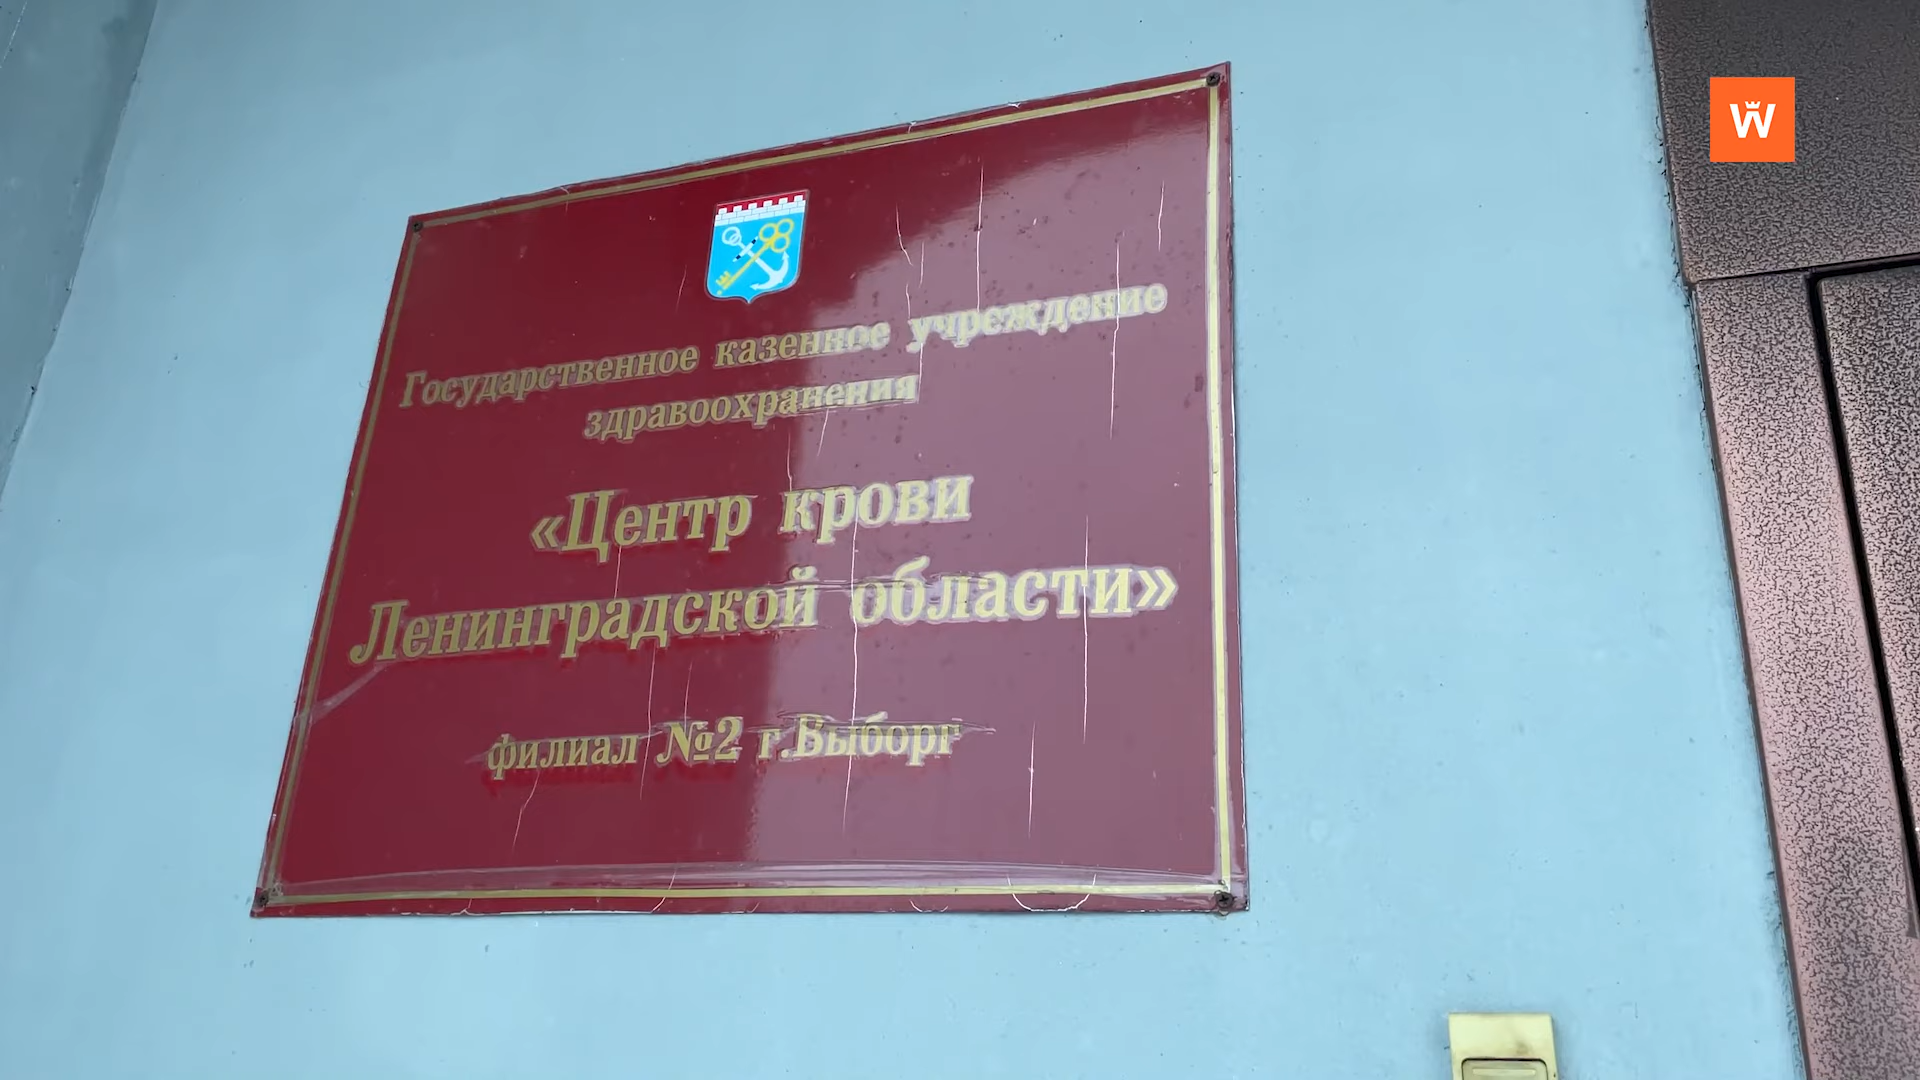 W
Государственное казенное учреждение
здравоохранения
«Центр крови
Ленинградской области»
филиал №2 г.Выборг